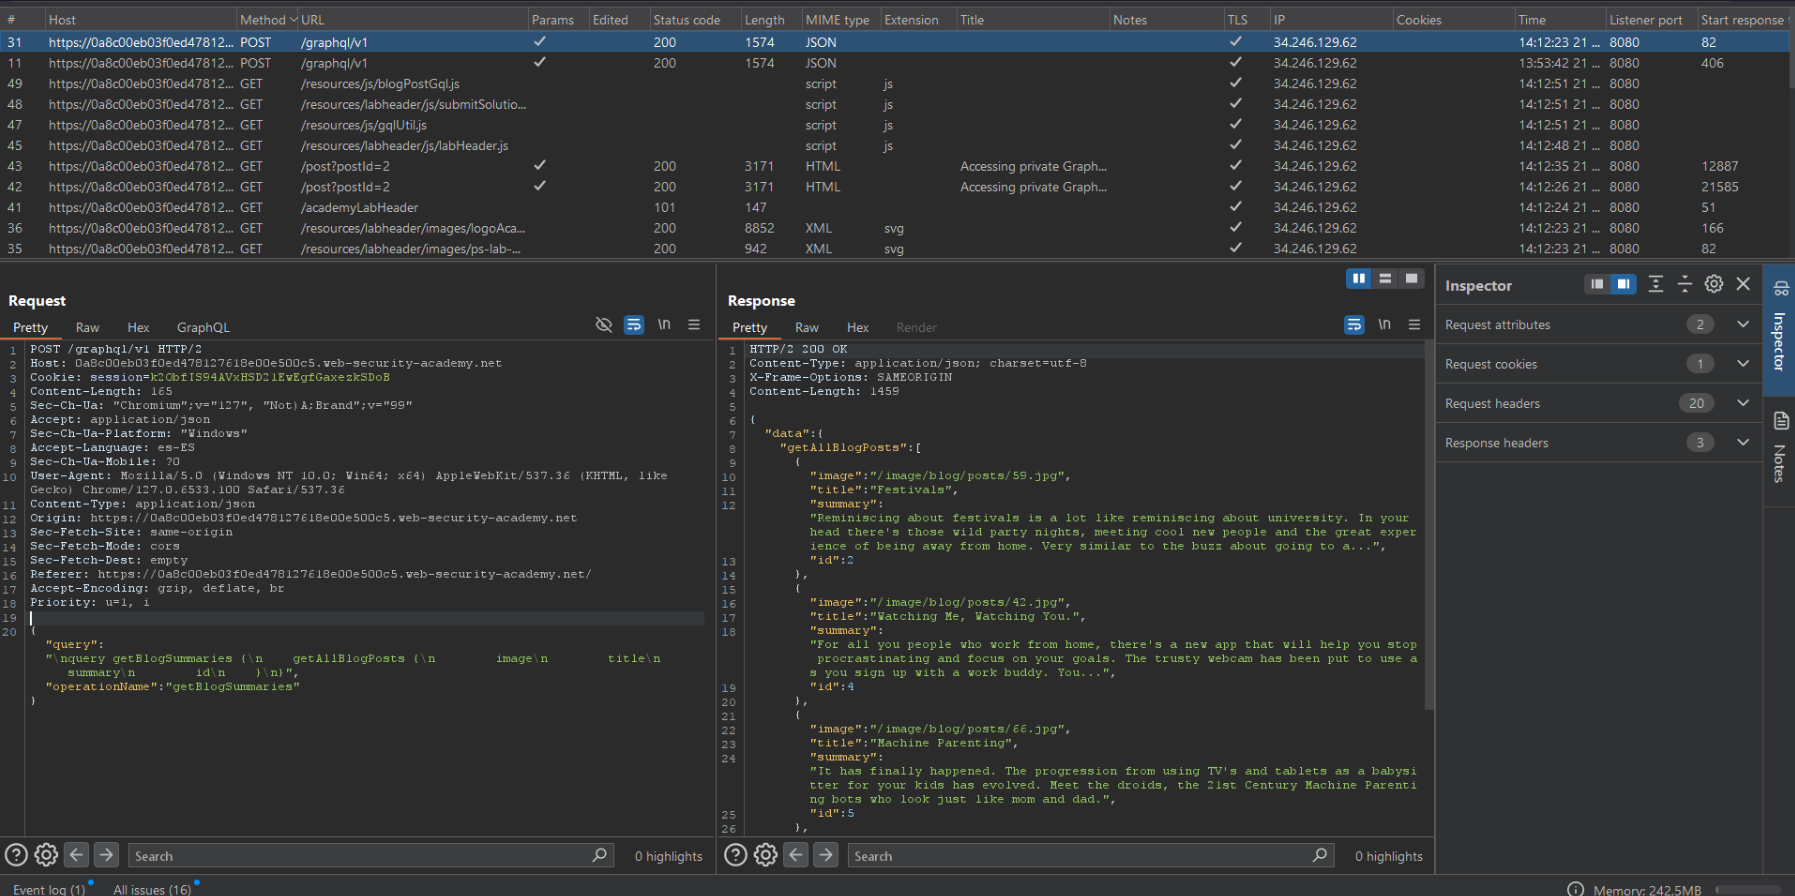 # Host Method URL Params Edited Status code Length MIME type Extension Title Notes TLS IP Cookies Time Listener port Start response
31 https://0a8c00eb03f0ed47812... POST /graphql/v1 ✓ 200 1574 JSON ✓ 34.246.129.62 14:12:23 21 ... 8080 82
11 https://0a8c00eb03f0ed47812... POST /graphql/v1 ✓ 200 1574 JSON ✓ 34.246.129.62 13:53:42 21 ... 8080 406
49 https://0a8c00eb03f0ed47812... GET /resources/js/blogPostGql.js script js ✓ 34.246.129.62 14:12:51 21 ... 8080
48 https://0a8c00eb03f0ed47812... GET /resources/labheader/js/submitSolutio... script js ✓ 34.246.129.62 14:12:51 21 ... 8080
47 https://0a8c00eb03f0ed47812... GET /resources/js/gqlUtil.js script js ✓ 34.246.129.62 14:12:51 21 ... 8080
45 https://0a8c00eb03f0ed47812... GET /resources/labheader/js/labHeader.js script js ✓ 34.246.129.62 14:12:48 21 ... 8080
43 https://0a8c00eb03f0ed47812... GET /post?postId=2 ✓ 200 3171 HTML Accessing private Graph... ✓ 34.246.129.62 14:12:35 21 ... 8080 12887
42 https://0a8c00eb03f0ed47812... GET /post?postId=2 ✓ 200 3171 HTML Accessing private Graph... ✓ 34.246.129.62 14:12:26 21 ... 8080 21585
41 https://0a8c00eb03f0ed47812... GET /academyLabHeader 101 147 ✓ 34.246.129.62 14:12:24 21 ... 8080 51
36 https://0a8c00eb03f0ed47812... GET /resources/labheader/images/logoAca... 200 8852 XML svg ✓ 34.246.129.62 14:12:23 21 ... 8080 166
35 https://0a8c00eb03f0ed47812... GET /resources/labheader/images/ps-lab-... 200 942 XML svg ✓ 34.246.129.62 14:12:23 21 ... 8080 82
Request
Pretty Raw Hex GraphQL \n
1 POST /graphql/v1 HTTP/2
2 Host: 0a8c00eb03f0ed478127618e00e500c5.web-security-academy.net
3 Cookie: session=k2ObfIS94AVxHSD21EwEgfGaxezkSDoB
4 Content-Length: 165
5 Sec-Ch-Ua: "Chromium";v="127", "Not)A;Brand";v="99"
6 Accept: application/json
7 Sec-Ch-Ua-Platform: "Windows"
8 Accept-Language: es-ES
9 Sec-Ch-Ua-Mobile: ?0
10 User-Agent: Mozilla/5.0 (Windows NT 10.0; Win64; x64) AppleWebKit/537.36 (KHTML, like
Gecko) Chrome/127.0.6533.100 Safari/537.36
11 Content-Type: application/json
12 Origin: https://0a8c00eb03f0ed478127618e00e500c5.web-security-academy.net
13 Sec-Fetch-Site: same-origin
14 Sec-Fetch-Mode: cors
15 Sec-Fetch-Dest: empty
16 Referer: https://0a8c00eb03f0ed478127618e00e500c5.web-security-academy.net/
17 Accept-Encoding: gzip, deflate, br
18 Priority: u=1, i
19
20 {
"query":
"\nquery getBlogSummaries {\n    getAllBlogPosts {\n        image\n        title\n
summary\n        id\n    }\n}",
"operationName":"getBlogSummaries"
}
Search 0 highlights
Response
Pretty Raw Hex Render \n
1 HTTP/2 200 OK
2 Content-Type: application/json; charset=utf-8
3 X-Frame-Options: SAMEORIGIN
4 Content-Length: 1459
5
6 {
7 "data":{
8 "getAllBlogPosts":[
9 {
10 "image":"/image/blog/posts/59.jpg",
11 "title":"Festivals",
12 "summary":
"Reminiscing about festivals is a lot like reminiscing about university. In your
head there's those wild party nights, meeting cool new people and the great exper
ience of being away from home. Very similar to the buzz about going to a...",
13 "id":2
14 },
15 {
16 "image":"/image/blog/posts/42.jpg",
17 "title":"Watching Me, Watching You.",
18 "summary":
"For all you people who work from home, there's a new app that will help you stop
procrastinating and focus on your goals. The trusty webcam has been put to use a
s you sign up with a work buddy. You...",
19 "id":4
20 },
21 {
22 "image":"/image/blog/posts/66.jpg",
23 "title":"Machine Parenting",
24 "summary":
"It has finally happened. The progression from using TV's and tablets as a babysi
tter for your kids has evolved. Meet the droids, the 21st Century Machine Parenti
ng bots who look just like mom and dad.",
25 "id":5
26 },
Search 0 highlights
Inspector
Request attributes 2
Request cookies 1
Request headers 20
Response headers 3
Inspector
Notes
Event log (1) All issues (16) Memory: 242.5MB